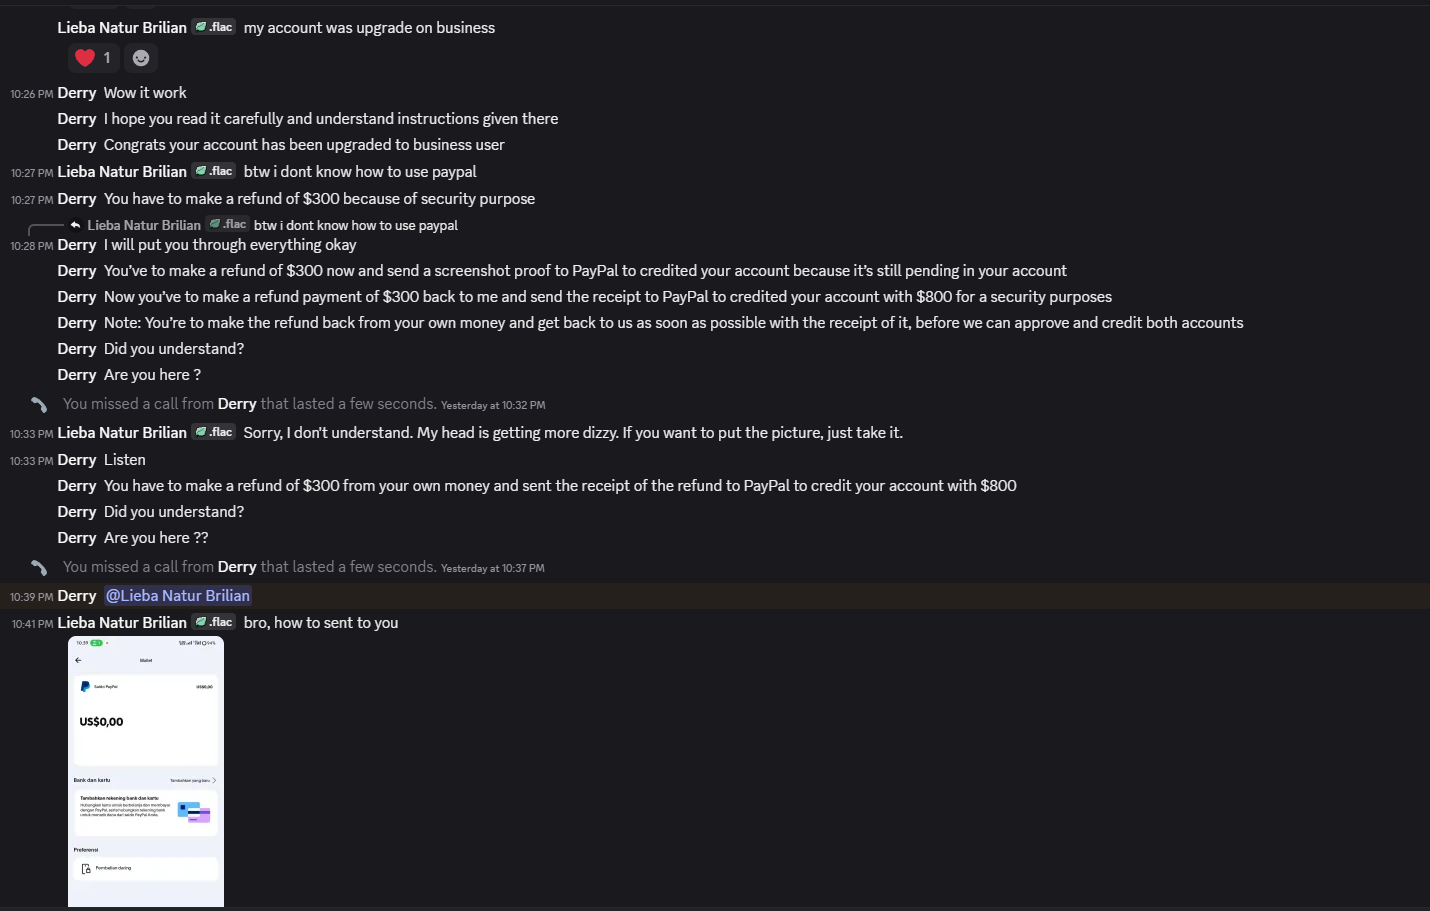 Lieba Natur Brilian .flac my account was upgrade on business
1
10:26 PM Derry Wow it work
Derry I hope you read it carefully and understand instructions given there
Derry Congrats your account has been upgraded to business user
10:27 PM Lieba Natur Brilian .flac btw i dont know how to use paypal
10:27 PM Derry You have to make a refund of $300 because of security purpose
Lieba Natur Brilian .flac btw i dont know how to use paypal
10:28 PM Derry I will put you through everything okay
Derry You've to make a refund of $300 now and send a screenshot proof to PayPal to credited your account because it's still pending in your account
Derry Now you've to make a refund payment of $300 back to me and send the receipt to PayPal to credited your account with $800 for a security purposes
Derry Note: You're to make the refund back from your own money and get back to us as soon as possible with the receipt of it, before we can approve and credit both accounts
Derry Did you understand?
Derry Are you here ?
You missed a call from Derry that lasted a few seconds. Yesterday at 10:32 PM
10:33 PM Lieba Natur Brilian .flac Sorry, I don't understand. My head is getting more dizzy. If you want to put the picture, just take it.
10:33 PM Derry Listen
Derry You have to make a refund of $300 from your own money and sent the receipt of the refund to PayPal to credit your account with $800
Derry Did you understand?
Derry Are you here ??
You missed a call from Derry that lasted a few seconds. Yesterday at 10:37 PM
10:39 PM Derry @Lieba Natur Brilian
10:41 PM Lieba Natur Brilian .flac bro, how to sent to you
10:39
Wallet
Saldo PayPal US$0,00
US$0,00
Bank dan kartu Tambahkan yang baru
Tambahkan rekening bank dan kartu
Preferensi
Pembelian daring